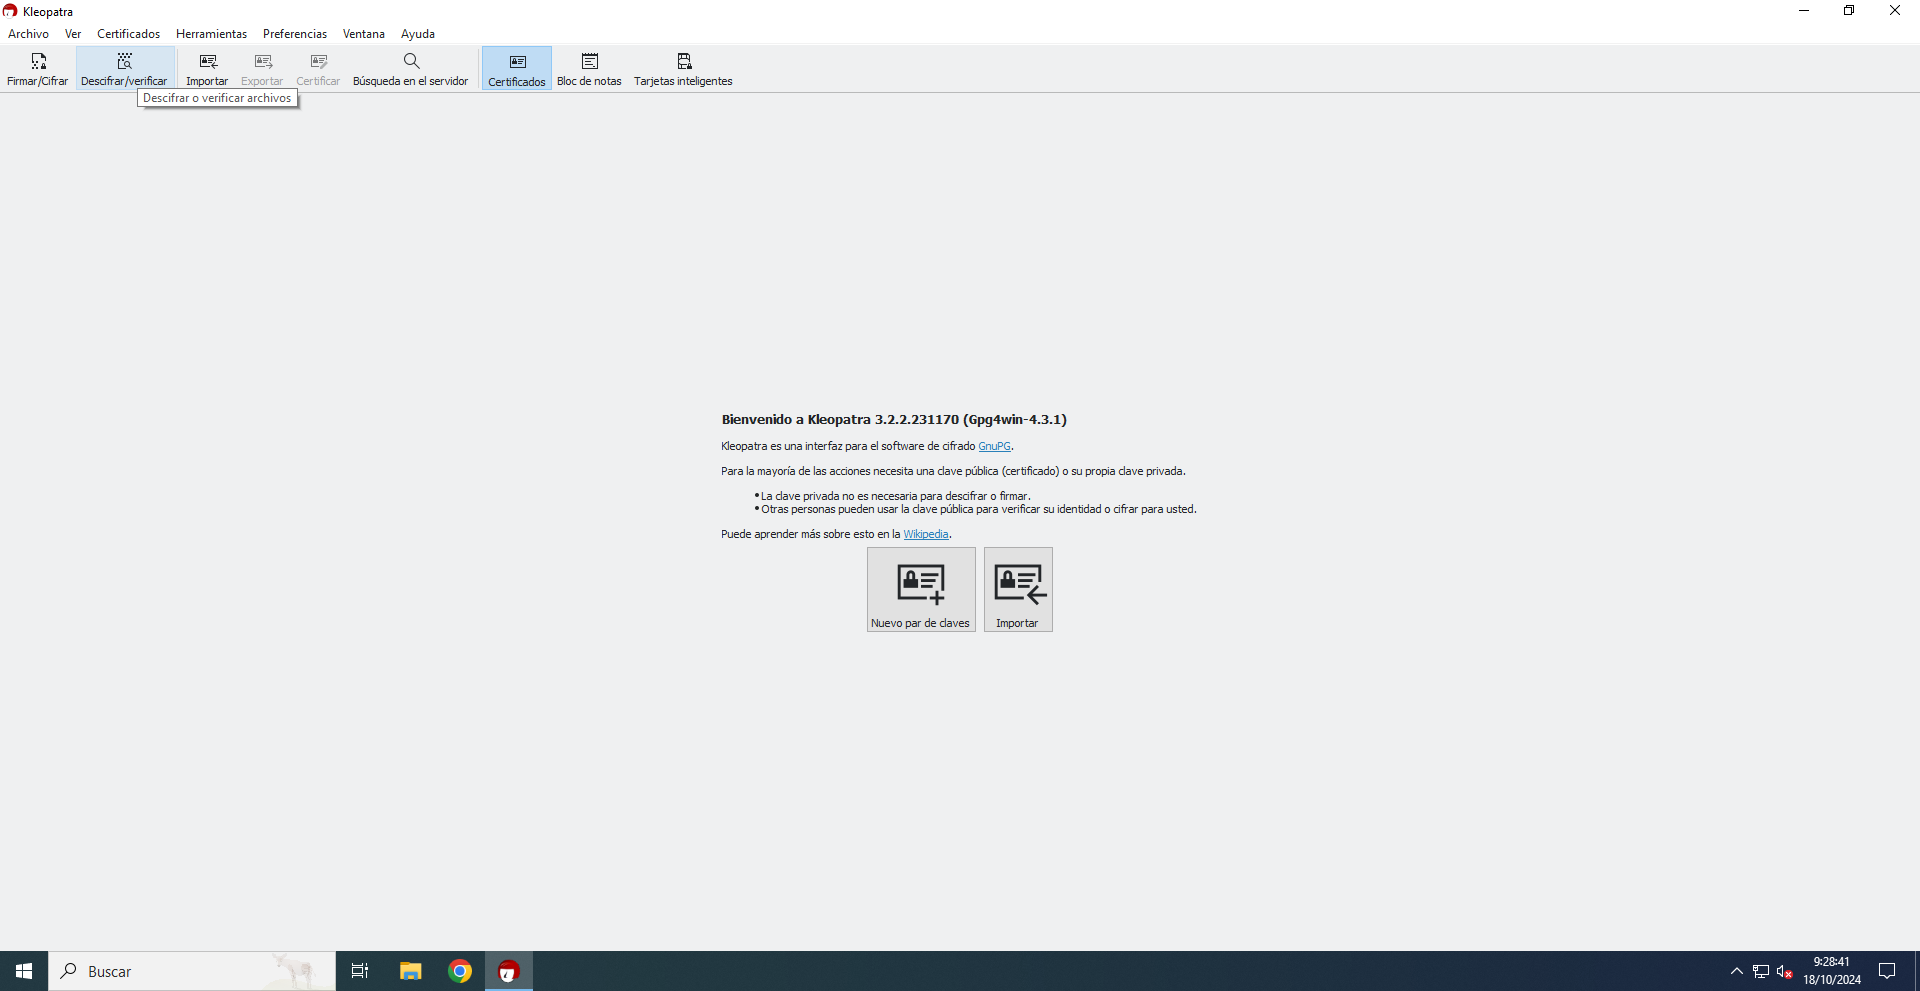 Kleopatra
Archivo Ver Certificados Herramientas Preferencias Ventana Ayuda
Firmar/Cifrar Descifrar/verificar Importar Exportar Certificar Búsqueda en el servidor Certificados Bloc de notas Tarjetas inteligentes
Descifrar o verificar archivos
Bienvenido a Kleopatra 3.2.2.231170 (Gpg4win-4.3.1)
Kleopatra es una interfaz para el software de cifrado GnuPG.
Para la mayoría de las acciones necesita una clave pública (certificado) o su propia clave privada.
•La clave privada no es necesaria para descifrar o firmar.
•Otras personas pueden usar la clave pública para verificar su identidad o cifrar para usted.
Puede aprender más sobre esto en la Wikipedia.
Nuevo par de claves Importar
Buscar
9:28:41
18/10/2024